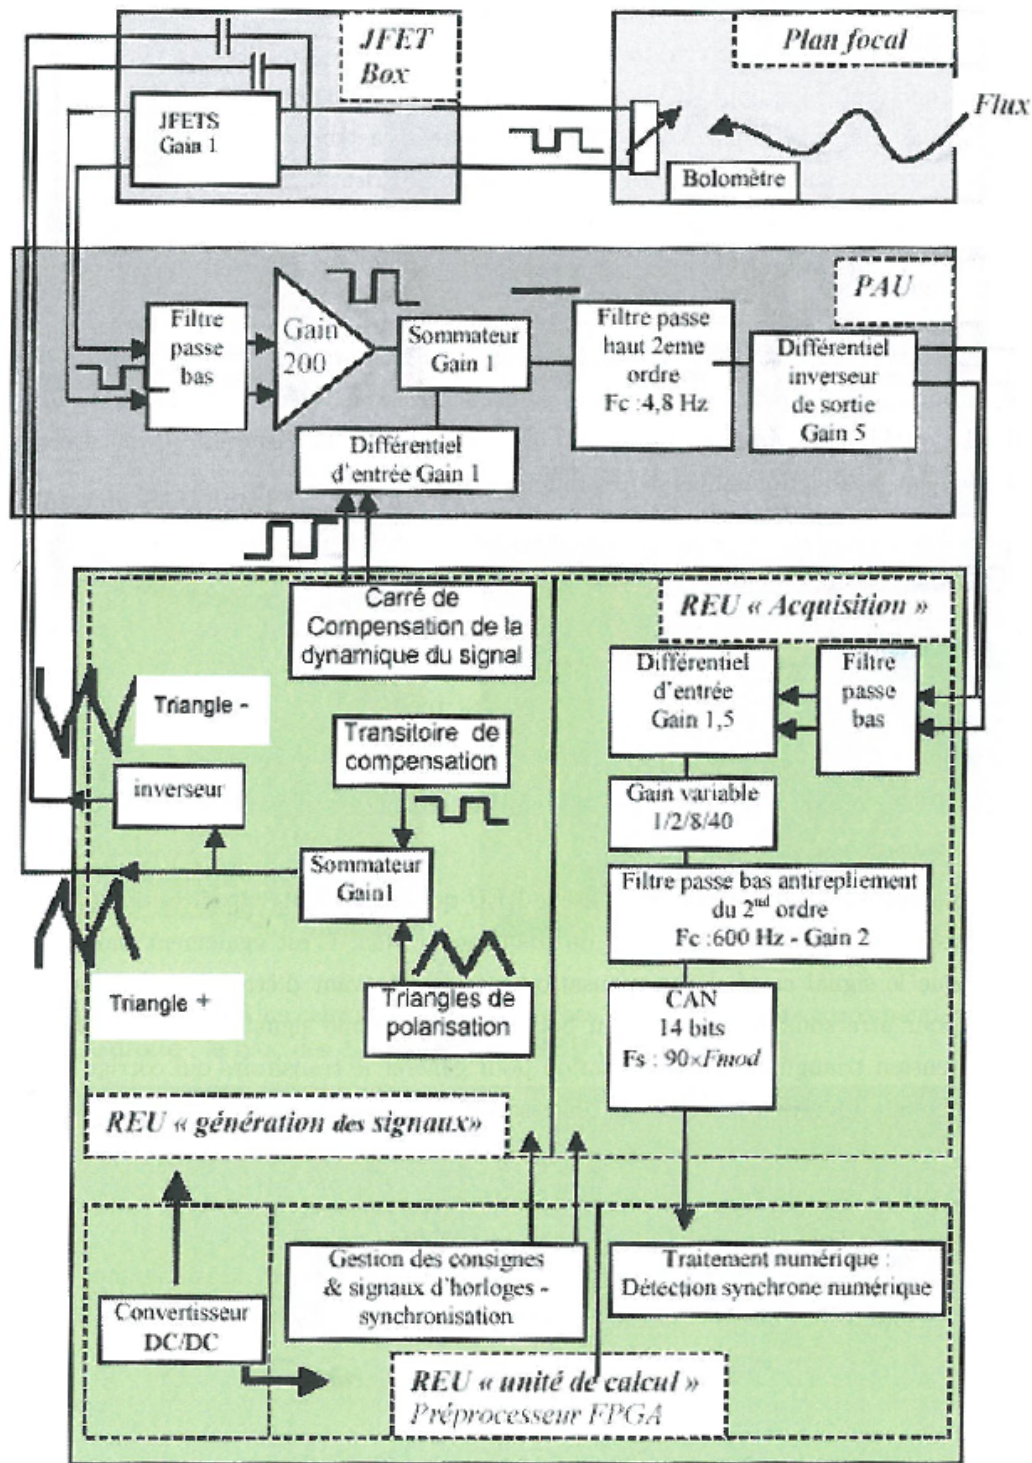 JFET
Box
Plan focal
Flux
JFETS
Gain 1
Bolomètre
PAU
Filtre
passe
bas
Gain
200
Sommateur
Gain 1
Filtre passe
haut 2eme
ordre
Fc :4,8 Hz
Différentiel
inverseur
de sortie
Gain 5
Différentiel
d'entrée Gain 1
Carré de
Compensation de la
dynamique du signal
REU « Acquisition »
Différentiel
d'entrée
Gain 1,5
Filtre
passe
bas
Triangle -
Transitoire de
compensation
inverseur
Gain variable
1/2/8/40
Sommateur
Gain1
Filtre passe bas antirepliement
du 2nd ordre
Fc :600 Hz - Gain 2
Triangle +
Triangles de
polarisation
CAN
14 bits
Fs : 90×Fmod
REU « génération des signaux»
Gestion des consignes
& signaux d'horloges -
synchronisation
Traitement numérique :
Détection synchrone numérique
Convertisseur
DC/DC
REU « unité de calcul »
Préprocesseur FPGA